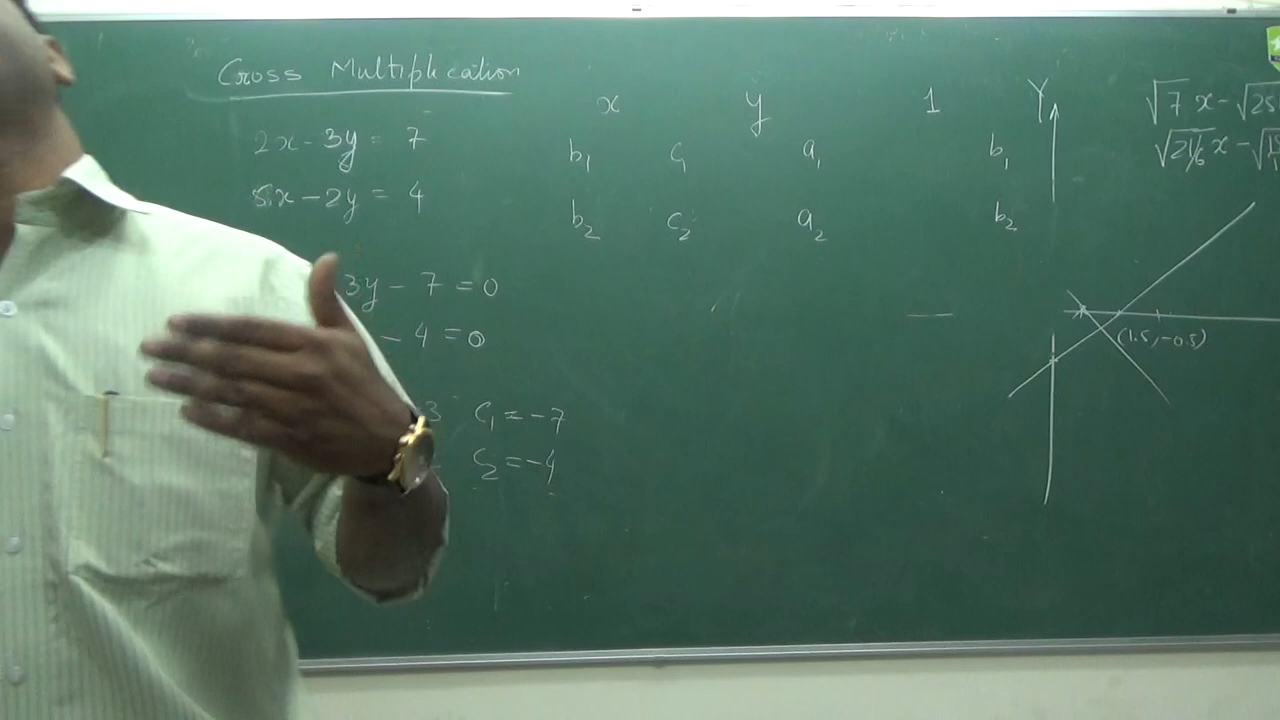 Cross Multiplication
2x - 3y = 7
5x - 2y = 4
3y - 7 = 0
- 4 = 0
3 c₁ = -7
c₂ = -4
x y 1
b₁ c₁ a₁ b₁
b₂ c₂ a₂ b₂
Y
(1.5, -0.5)
√7 x - √25
√21/6 x - √